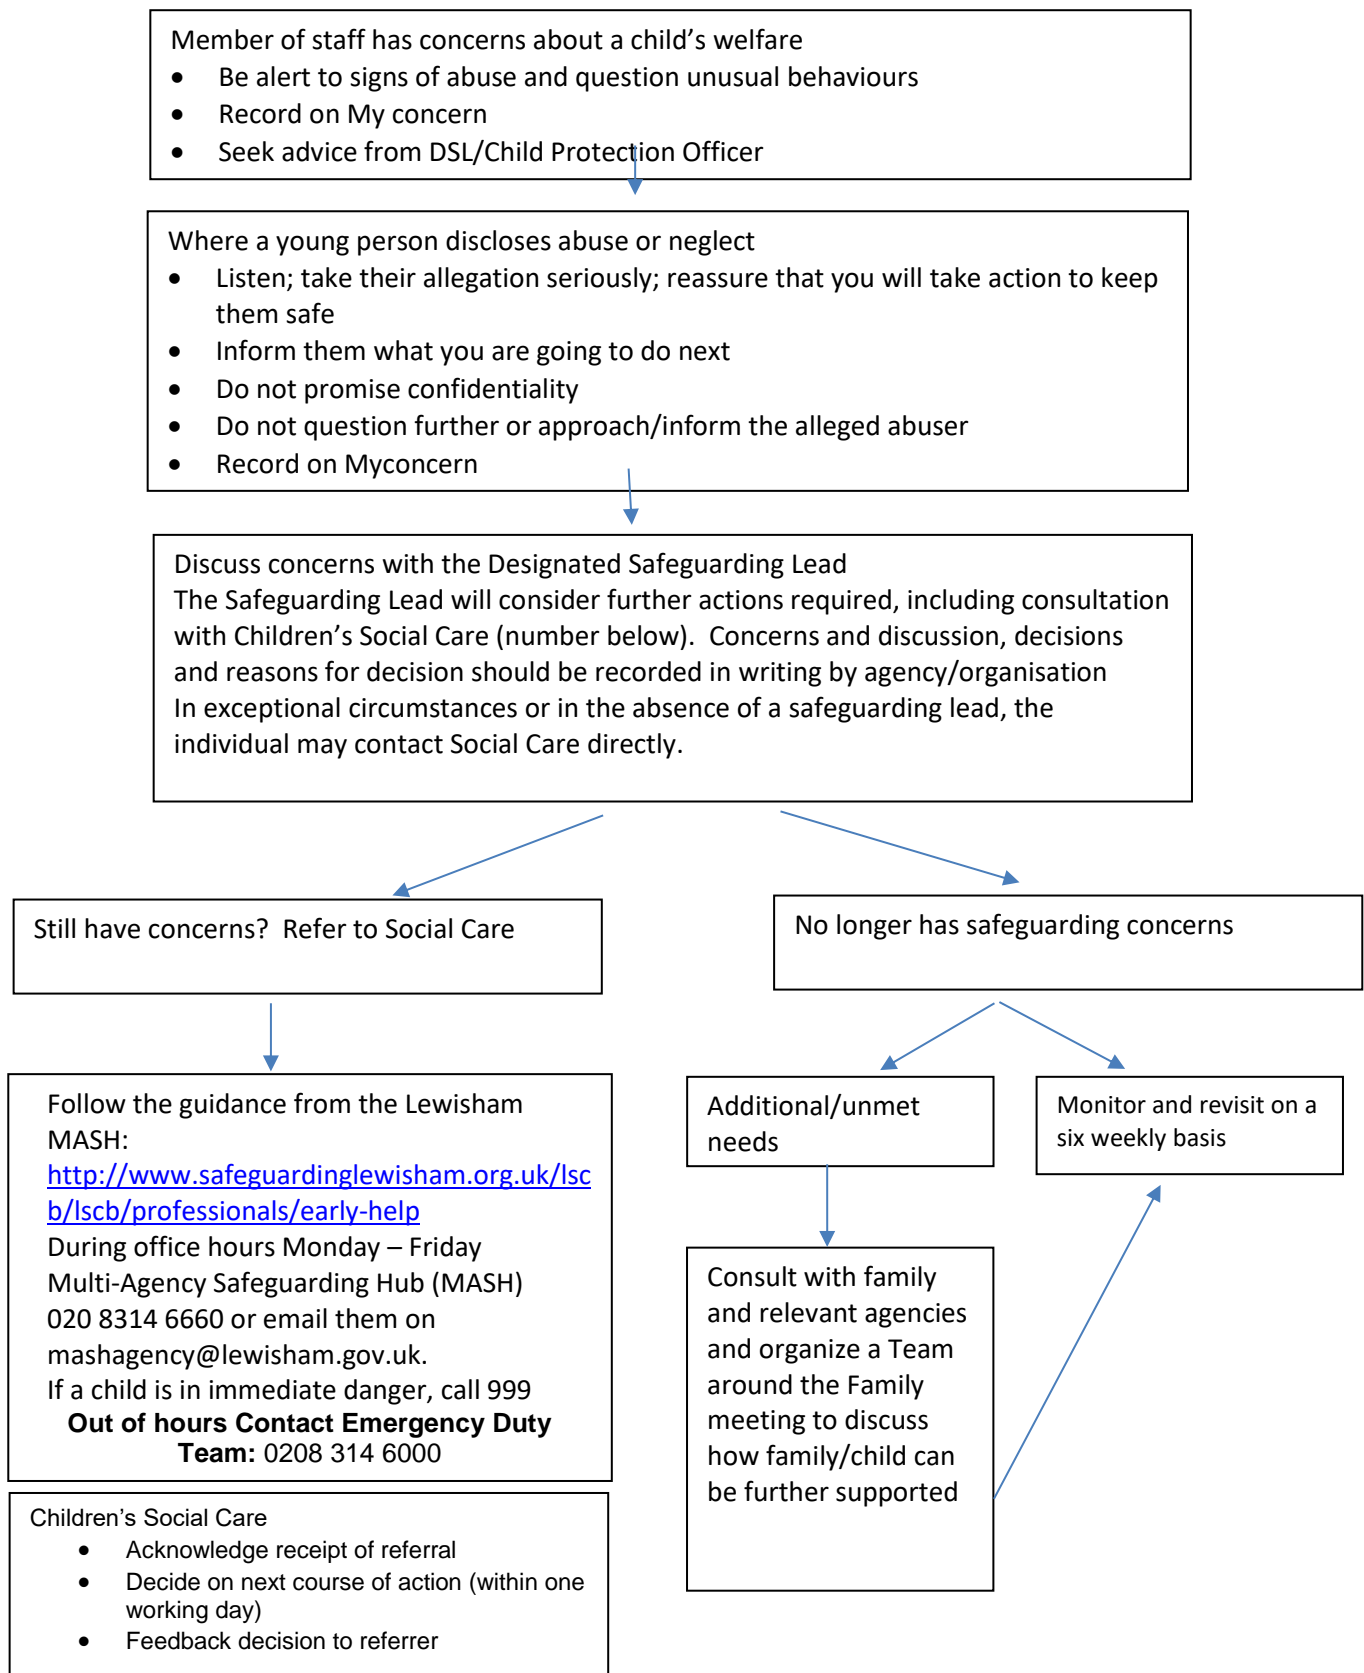 Member of staff has concerns about a child’s welfare
• Be alert to signs of abuse and question unusual behaviours
• Record on My concern
• Seek advice from DSL/Child Protection Officer
Where a young person discloses abuse or neglect
• Listen; take their allegation seriously; reassure that you will take action to keep
them safe
• Inform them what you are going to do next
• Do not promise confidentiality
• Do not question further or approach/inform the alleged abuser
• Record on Myconcern
Discuss concerns with the Designated Safeguarding Lead
The Safeguarding Lead will consider further actions required, including consultation
with Children’s Social Care (number below).  Concerns and discussion, decisions
and reasons for decision should be recorded in writing by agency/organisation
In exceptional circumstances or in the absence of a safeguarding lead, the
individual may contact Social Care directly.
Still have concerns?  Refer to Social Care
No longer has safeguarding concerns
Follow the guidance from the Lewisham
MASH:
http://www.safeguardinglewisham.org.uk/lsc
b/lscb/professionals/early-help
During office hours Monday – Friday
Multi-Agency Safeguarding Hub (MASH)
020 8314 6660 or email them on
mashagency@lewisham.gov.uk.
If a child is in immediate danger, call 999
Out of hours Contact Emergency Duty
Team: 0208 314 6000
Additional/unmet
needs
Monitor and revisit on a
six weekly basis
Consult with family
and relevant agencies
and organize a Team
around the Family
meeting to discuss
how family/child can
be further supported
Children’s Social Care
• Acknowledge receipt of referral
• Decide on next course of action (within one
working day)
• Feedback decision to referrer